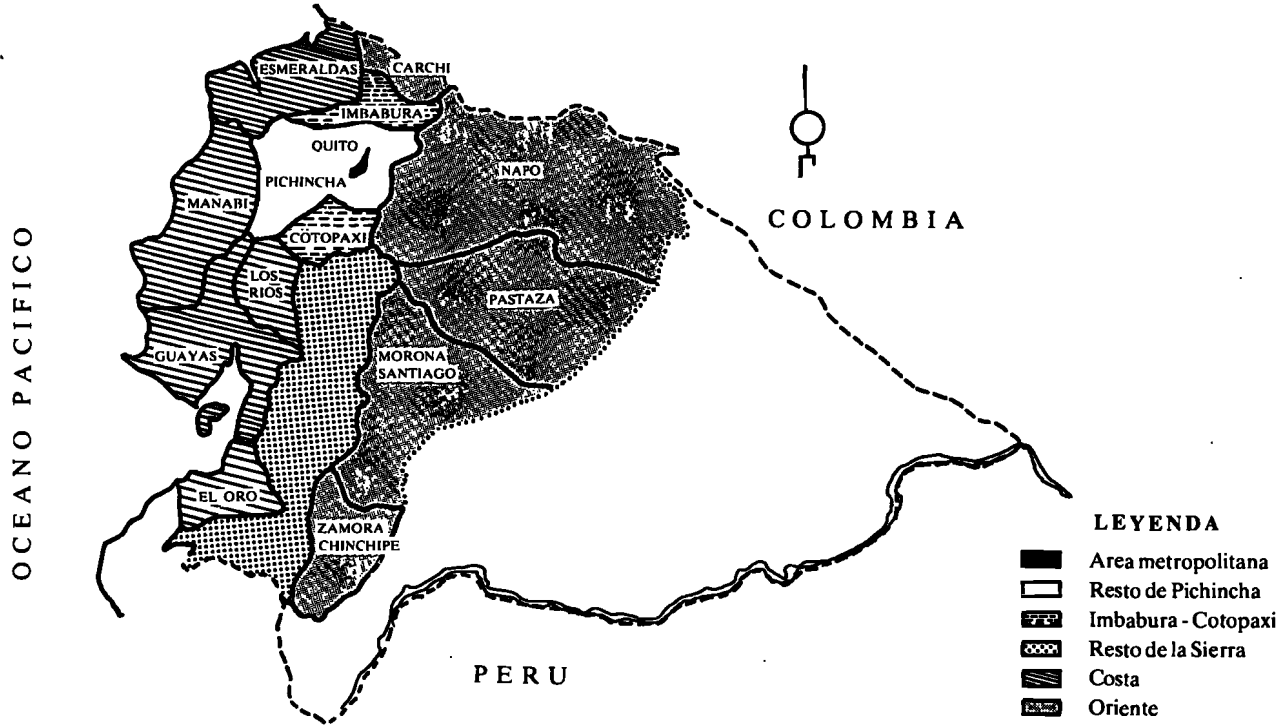 ESMERALDAS
CARCHI
IMBABURA
QUITO
PICHINCHA
NAPO
MANABI
COTOPAXI
COLOMBIA
LOS
RIOS
PASTAZA
GUAYAS
MORONA
SANTIAGO
OCEANO PACIFICO
EL ORO
ZAMORA
CHINCHIPE
PERU
LEYENDA
Area metropolitana
Resto de Pichincha
Imbabura - Cotopaxi
Resto de la Sierra
Costa
Oriente